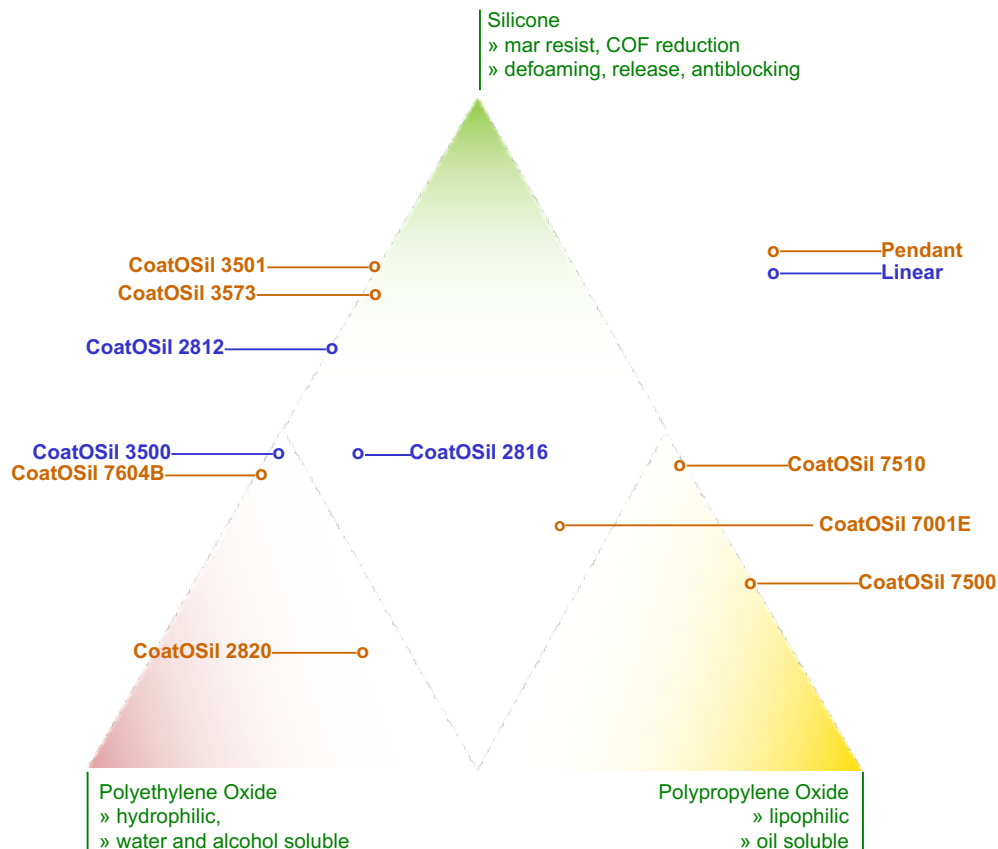 Silicone
» mar resist, COF reduction
» defoaming, release, antiblocking
o Pendant
o Linear
CoatOSil 3501 o
CoatOSil 3573 o
CoatOSil 2812 o
CoatOSil 3500 o
o CoatOSil 2816
CoatOSil 7604B o
o CoatOSil 7510
o CoatOSil 7001E
o CoatOSil 7500
CoatOSil 2820 o
Polyethylene Oxide
» hydrophilic,
» water and alcohol soluble
Polypropylene Oxide
» lipophilic
» oil soluble